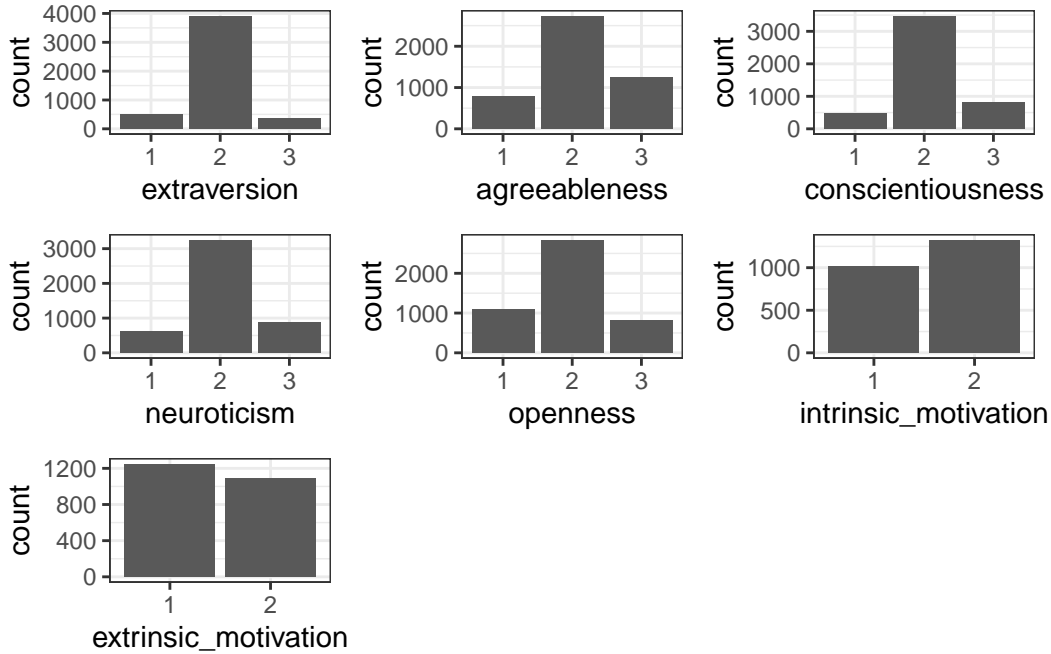 count
4000
3000
2000
1000
0
1 2 3
extraversion
count
2000
1000
0
1 2 3
agreeableness
count
3000
2000
1000
0
1 2 3
conscientiousness
count
3000
2000
1000
0
1 2 3
neuroticism
count
2000
1000
0
1 2 3
openness
count
1000
500
0
1 2
intrinsic_motivation
count
1200
800
400
0
1 2
extrinsic_motivation